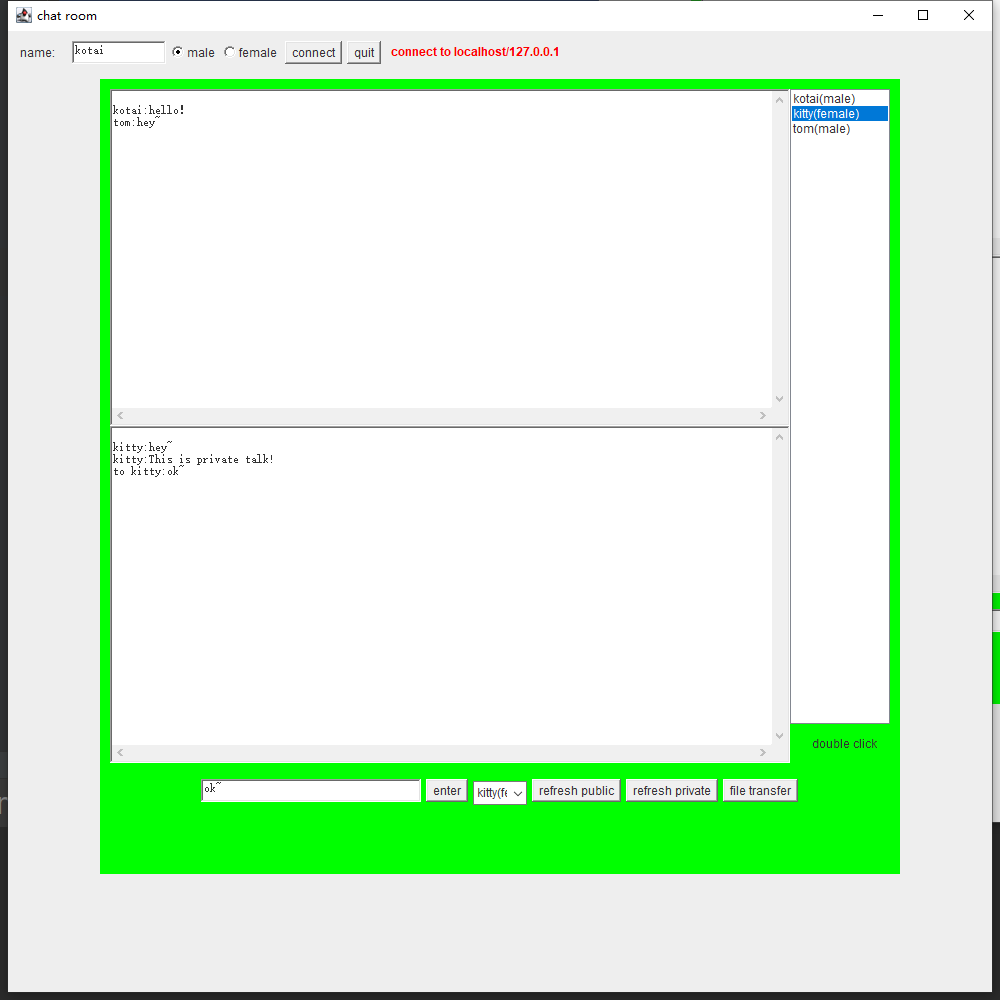 chat room
name: kotai male female connect quit connect to localhost/127.0.0.1
kotai:hello!
tom:hey~
kotai(male)
kitty(female)
tom(male)
kitty:hey~
kitty:This is private talk!
to kitty:ok~
double click
ok~ enter kitty(fe refresh public refresh private file transfer